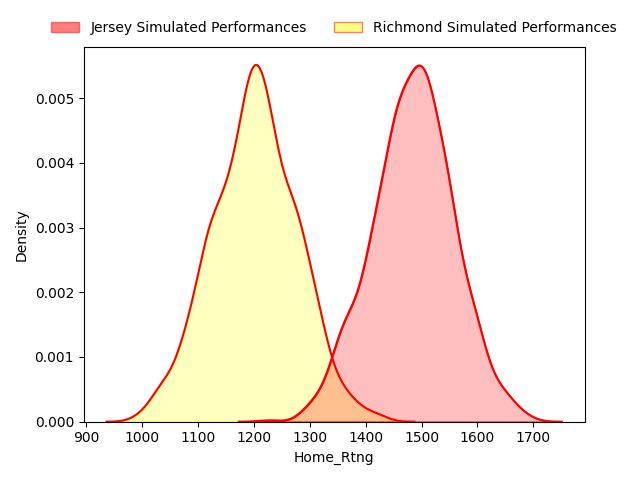 Jersey Simulated Performances
Richmond Simulated Performances
Density
0.005
0.004
0.003
0.002
0.001
0.000
900 1000 1100 1200 1300 1400 1500 1600 1700
Home_Rtng